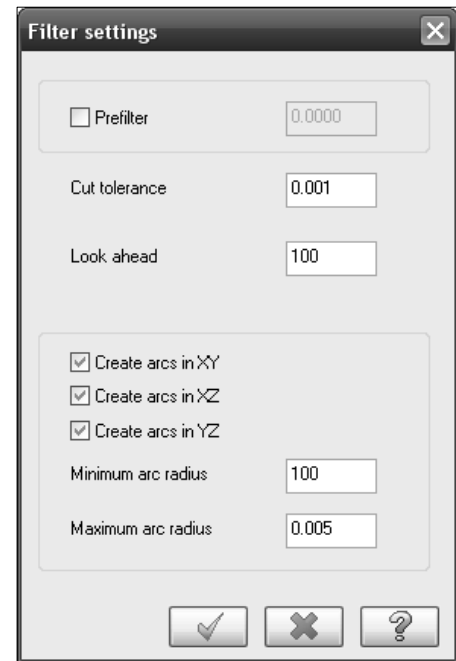 Filter settings
Prefilter 0.0000
Cut tolerance 0.001
Look ahead 100
Create arcs in XY
Create arcs in XZ
Create arcs in YZ
Minimum arc radius 100
Maximum arc radius 0.005